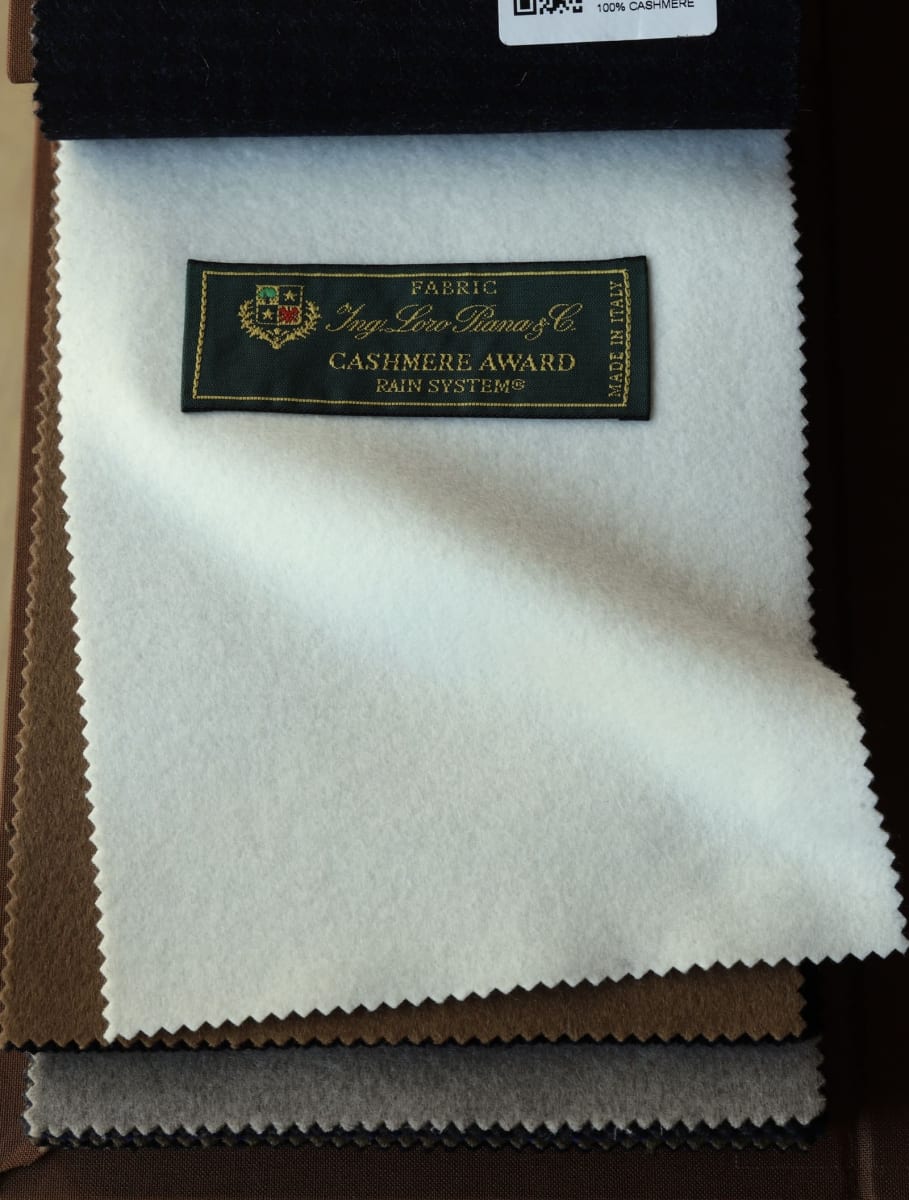 100% CASHMERE
FABRIC
Ing. Loro Piana & C.
CASHMERE AWARD
RAIN SYSTEM®
MADE IN ITALY